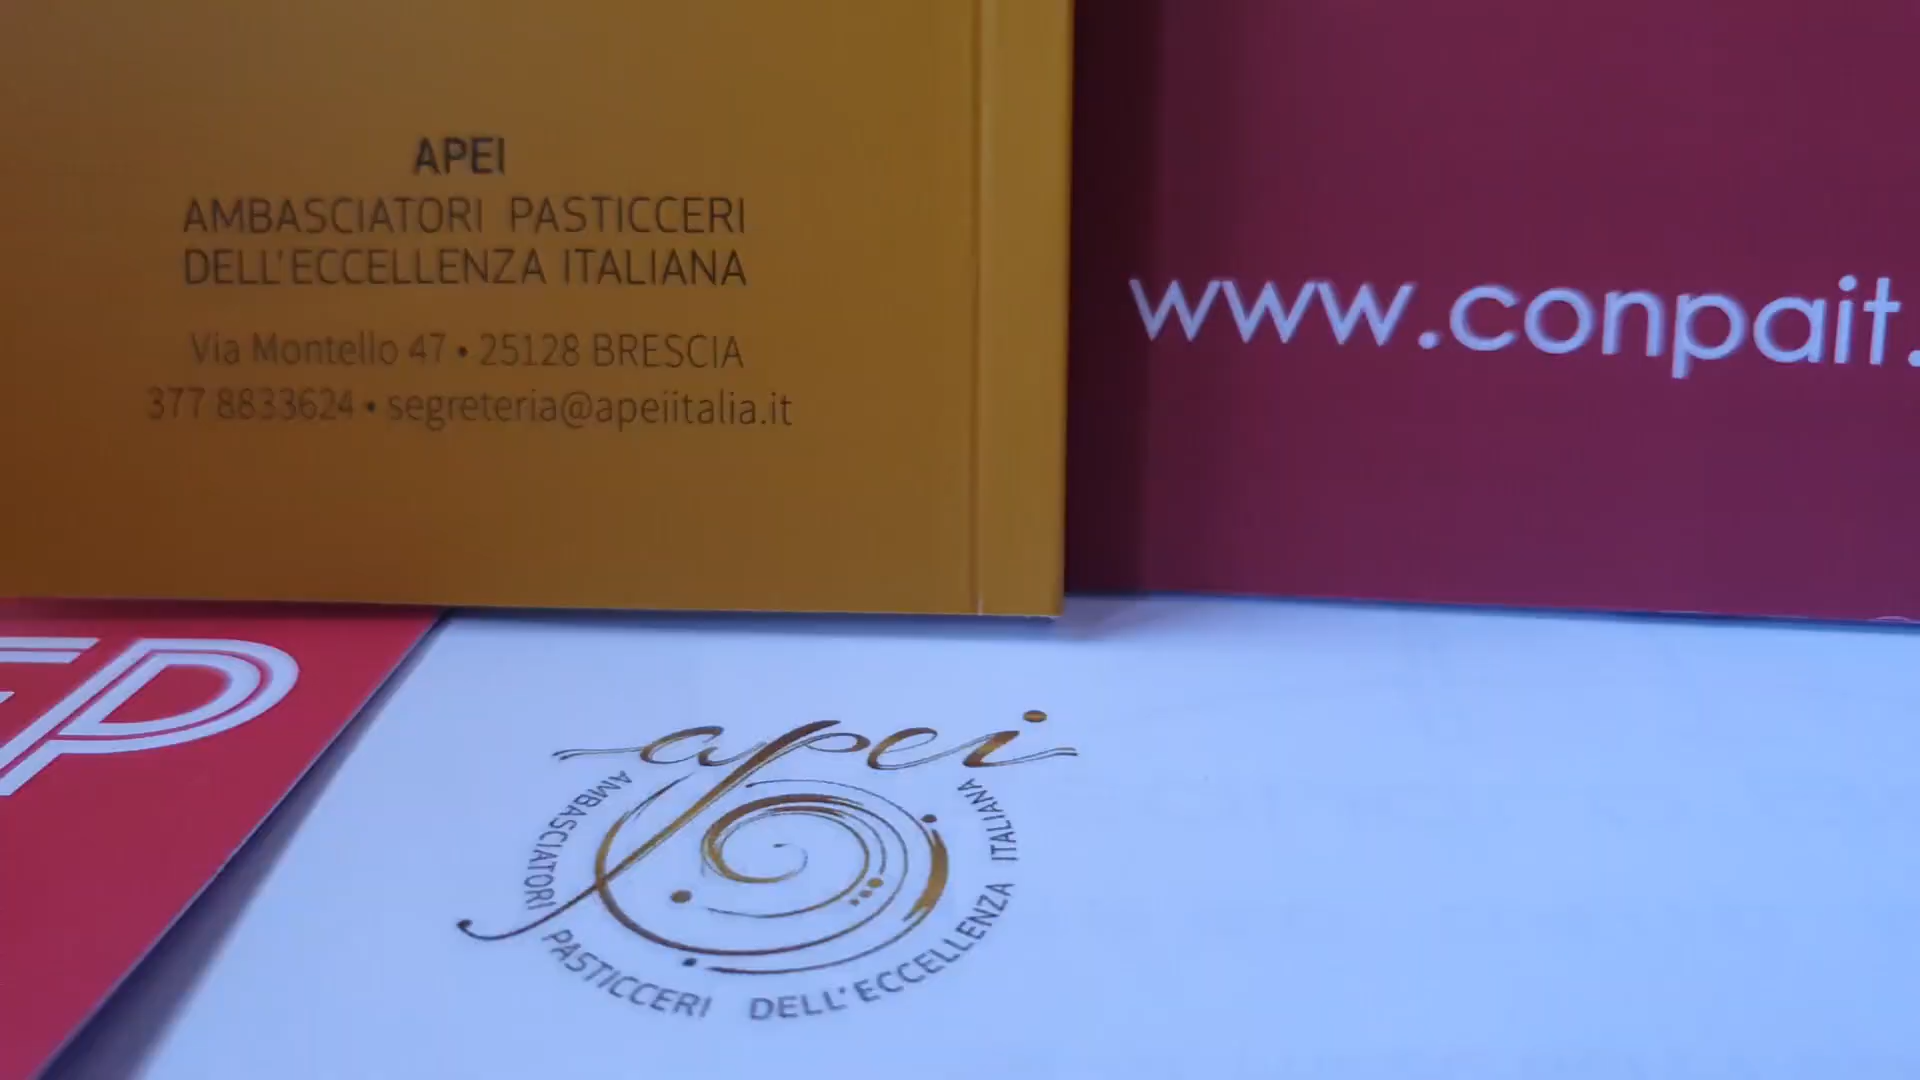 APEI
AMBASCIATORI PASTICCERI
DELL'ECCELLENZA ITALIANA
Via Montello 47 • 25128 BRESCIA
377 8833624 • segreteria@apeiitalia.it
www.conpait.
apei
AMBASCIATORI PASTICCERI DELL'ECCELLENZA ITALIANA